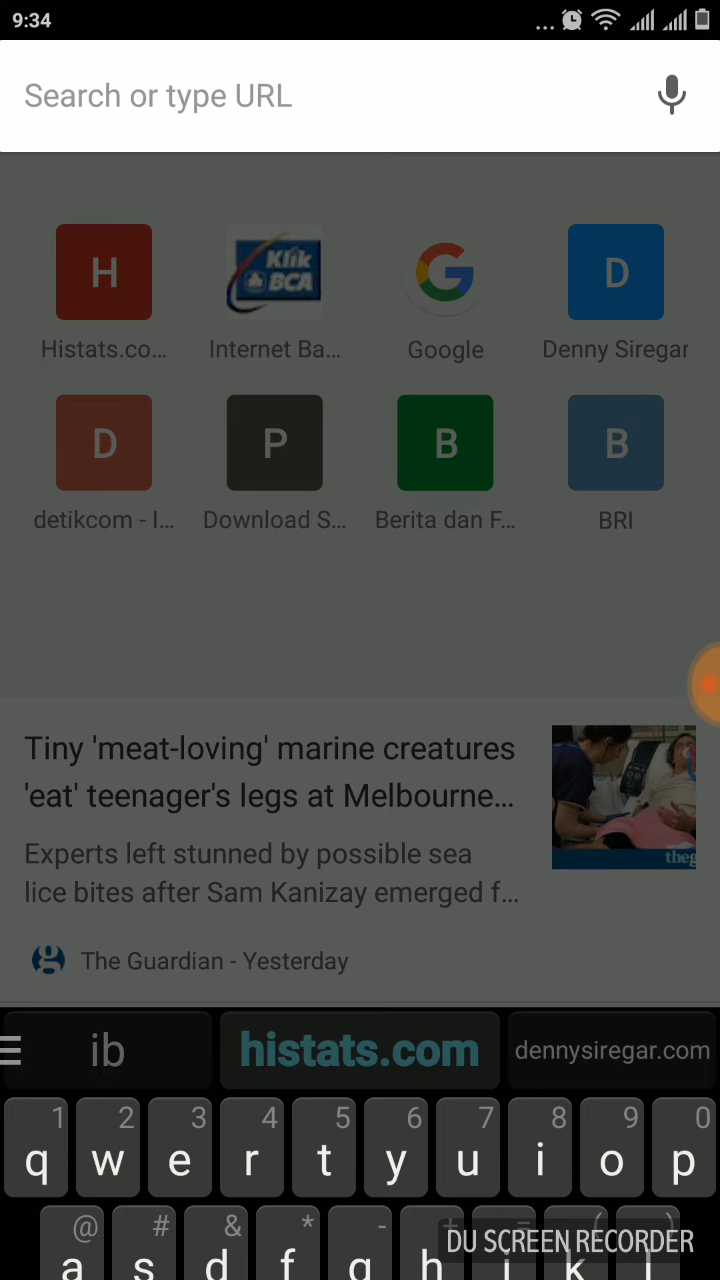 9:34
Search or type URL
H
Klik
BCA
G
D
Histats.co...
Internet Ba...
Google
Denny Siregar
D
P
B
B
detikcom - I...
Download S...
Berita dan F...
BRI
Tiny 'meat-loving' marine creatures
'eat' teenager's legs at Melbourne...
Experts left stunned by possible sea
lice bites after Sam Kanizay emerged f...
theg
The Guardian - Yesterday
ib
histats.com
dennysiregar.com
1 2 3 4 5 6 7 8 9 0
q w e r t y u i o p
@ # & * - + = ( )
a s d f g h j k l
DU SCREEN RECORDER